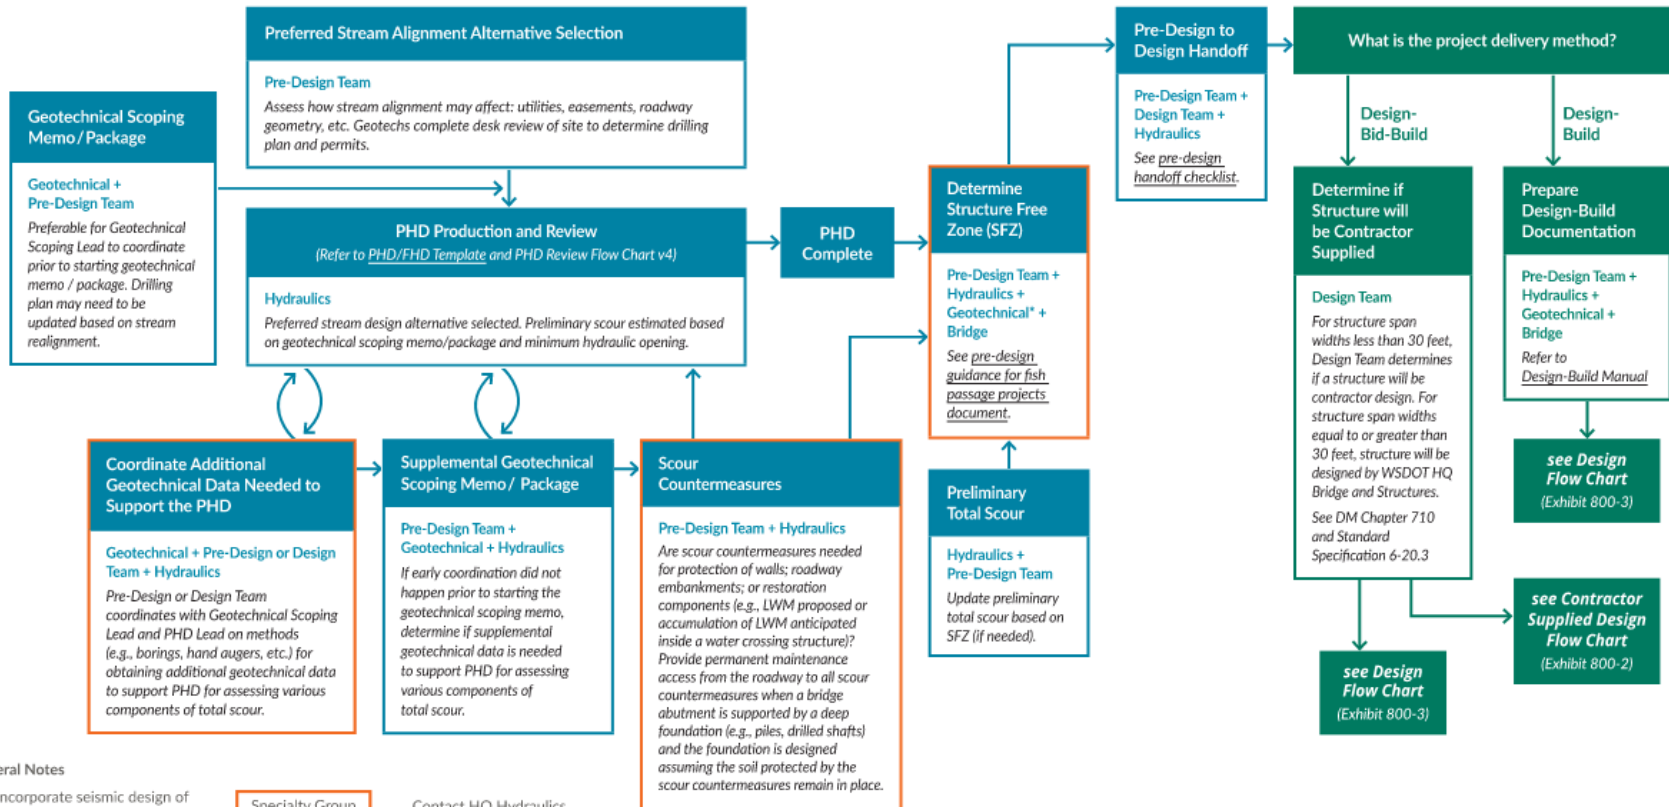 Geotechnical Scoping
Memo / Package
Geotechnical +
Pre-Design Team
Preferable for Geotechnical
Scoping Lead to coordinate
prior to starting geotechnical
memo / package. Drilling
plan may need to be
updated based on stream
realignment.
Preferred Stream Alignment Alternative Selection
Pre-Design Team
Assess how stream alignment may affect: utilities, easements, roadway
geometry, etc. Geotechs complete desk review of site to determine drilling
plan and permits.
PHD Production and Review
(Refer to PHD/FHD Template and PHD Review Flow Chart v4)
Hydraulics
Preferred stream design alternative selected. Preliminary scour estimated based
on geotechnical scoping memo/package and minimum hydraulic opening.
Coordinate Additional
Geotechnical Data Needed to
Support the PHD
Geotechnical + Pre-Design or Design
Team + Hydraulics
Pre-Design or Design Team
coordinates with Geotechnical Scoping
Lead and PHD Lead on methods
(e.g., borings, hand augers, etc.) for
obtaining additional geotechnical data
to support PHD for assessing various
components of total scour.
Supplemental Geotechnical
Scoping Memo / Package
Pre-Design Team +
Geotechnical + Hydraulics
If early coordination did not
happen prior to starting the
geotechnical scoping memo,
determine if supplemental
geotechnical data is needed
to support PHD for assessing
various components of
total scour.
Scour
Countermeasures
Pre-Design Team + Hydraulics
Are scour countermeasures needed
for protection of walls; roadway
embankments; or restoration
components (e.g., LWM proposed or
accumulation of LWM anticipated
inside a water crossing structure)?
Provide permanent maintenance
access from the roadway to all scour
countermeasures when a bridge
abutment is supported by a deep
foundation (e.g., piles, drilled shafts)
and the foundation is designed
assuming the soil protected by the
scour countermeasures remain in place.
PHD
Complete
Determine
Structure Free
Zone (SFZ)
Pre-Design Team +
Hydraulics +
Geotechnical* +
Bridge
See pre-design
guidance for fish
passage projects
document.
Preliminary
Total Scour
Hydraulics +
Pre-Design Team
Update preliminary
total scour based on
SFZ (if needed).
Pre-Design to
Design Handoff
Pre-Design Team +
Design Team +
Hydraulics
See pre-design
handoff checklist.
What is the project delivery method?
Design-
Bid-Build
Design-
Build
Determine if
Structure will
be Contractor
Supplied
Design Team
For structure span
widths less than 30 feet,
Design Team determines
if a structure will be
contractor design. For
structure span widths
equal to or greater than
30 feet, structure will be
designed by WSDOT HQ
Bridge and Structures.
See DM Chapter 710
and Standard
Specification 6-20.3
Prepare
Design-Build
Documentation
Pre-Design Team +
Hydraulics +
Geotechnical +
Bridge
Refer to
Design-Build Manual
see Design
Flow Chart
(Exhibit 800-3)
see Contractor
Supplied Design
Flow Chart
(Exhibit 800-2)
see Design
Flow Chart
(Exhibit 800-3)
eral Notes
ncorporate seismic design of
Specialty Group
Contact HQ Hydraulics